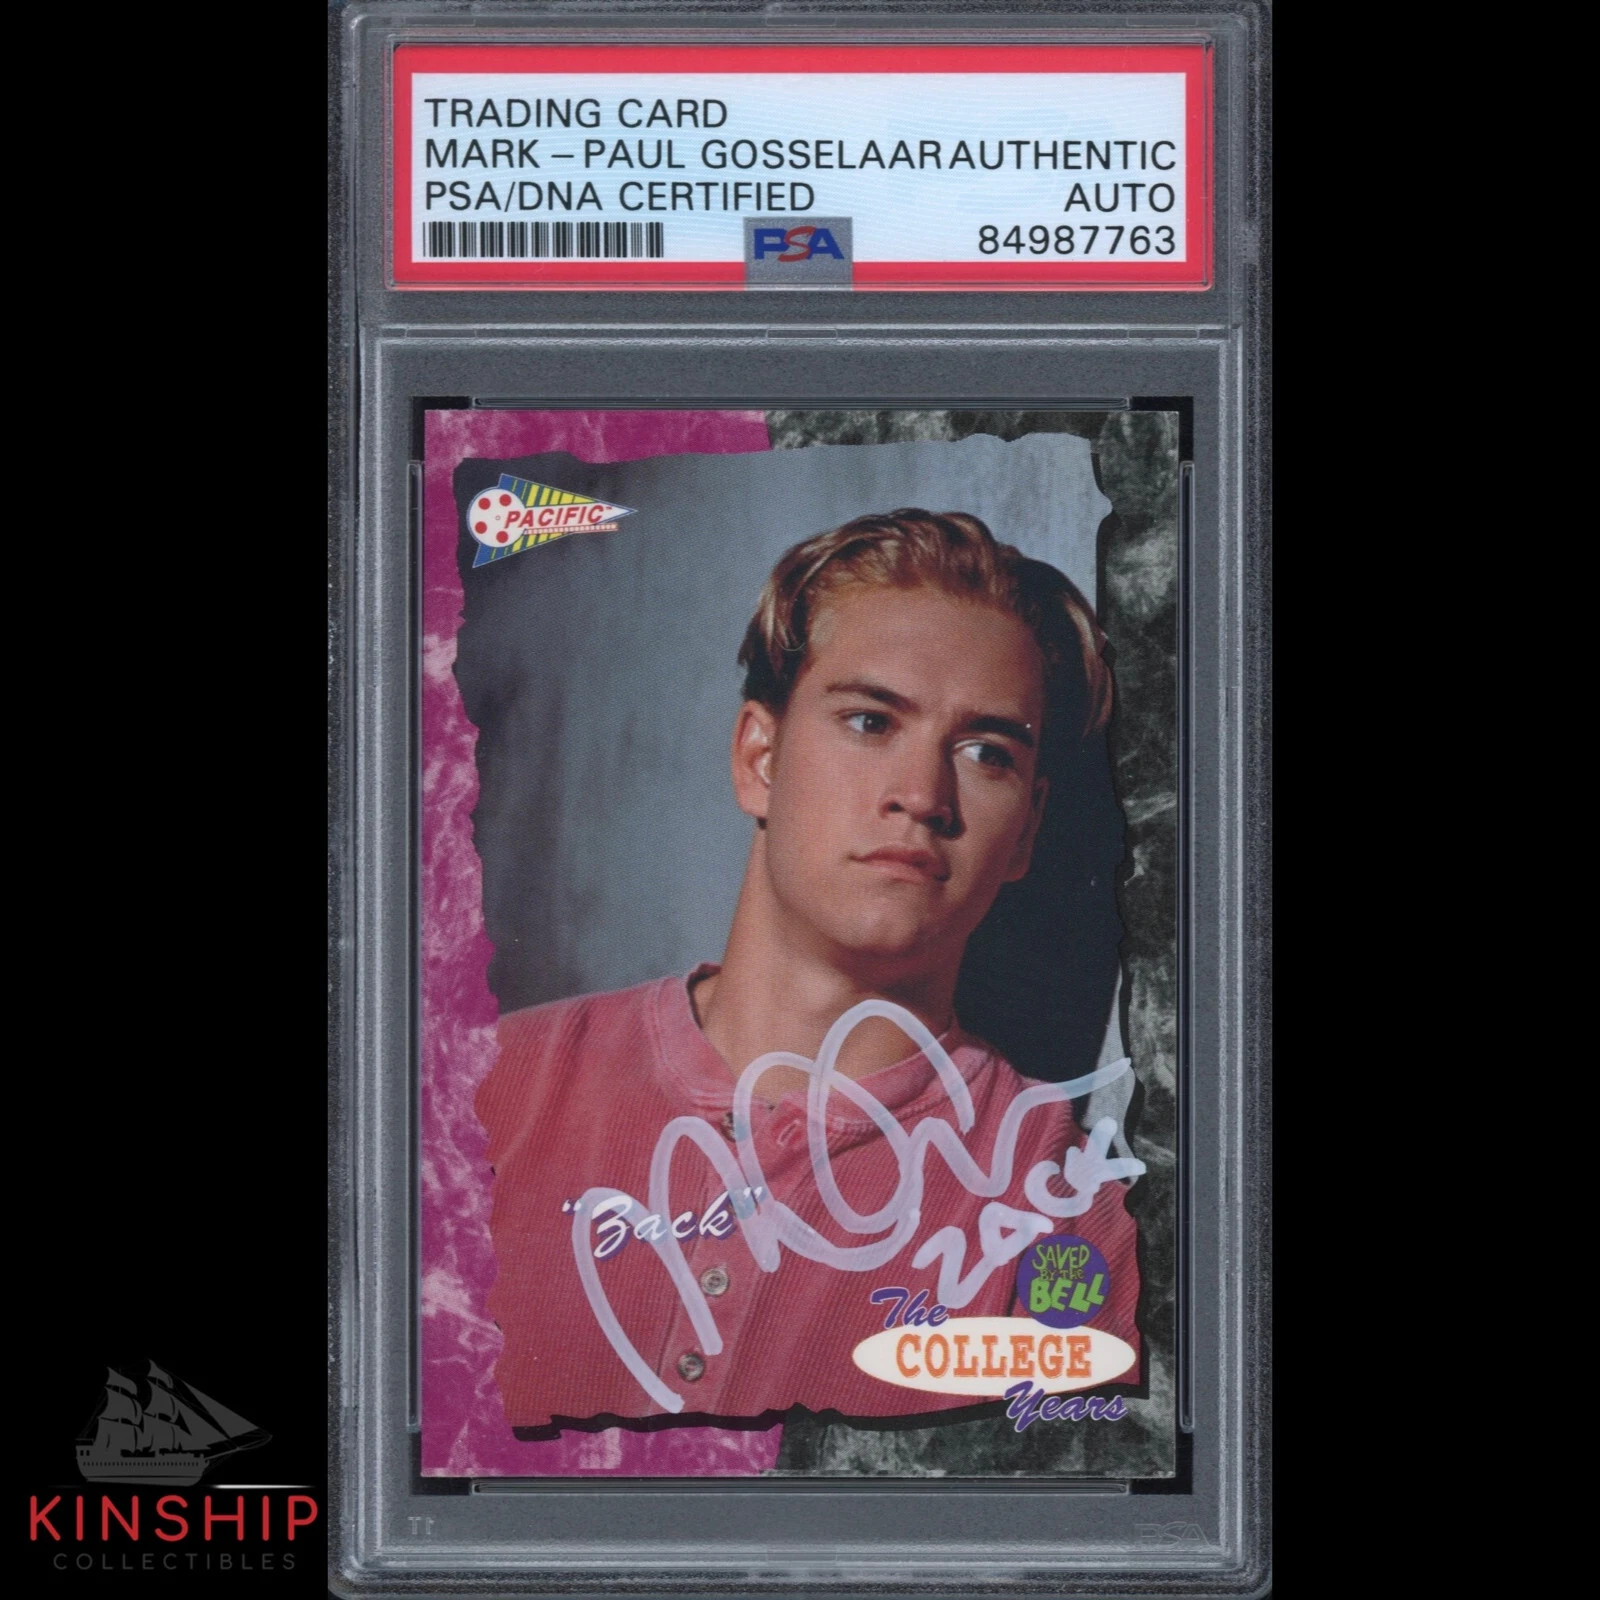 TRADING CARD
MARK - PAUL GOSSELAAR AUTHENTIC
PSA/DNA CERTIFIED AUTO
PSA 84987763
PACIFIC
"Zack"
ZACK
SAVED
BY THE
BELL
The
COLLEGE
Years
KINSHIP
COLLECTIBLES
PSA